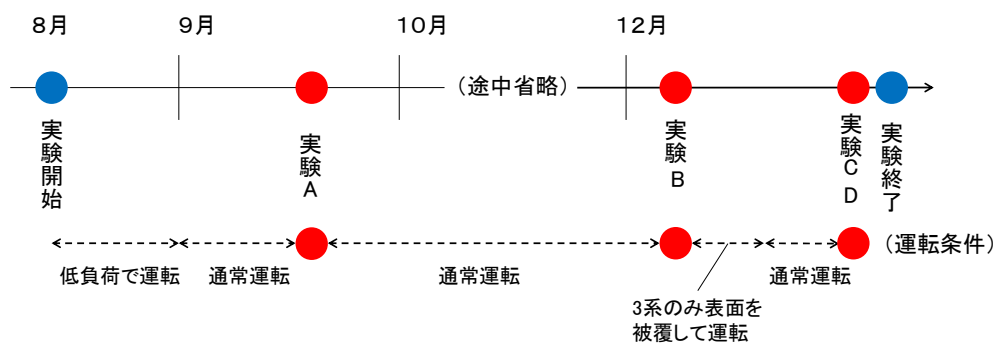 8月
9月
10月
12月
（途中省略）
実験開始
実験A
実験B
実験CD
実験終了
（運転条件）
低負荷で運転
通常運転
通常運転
通常運転
3系のみ表面を
被覆して運転